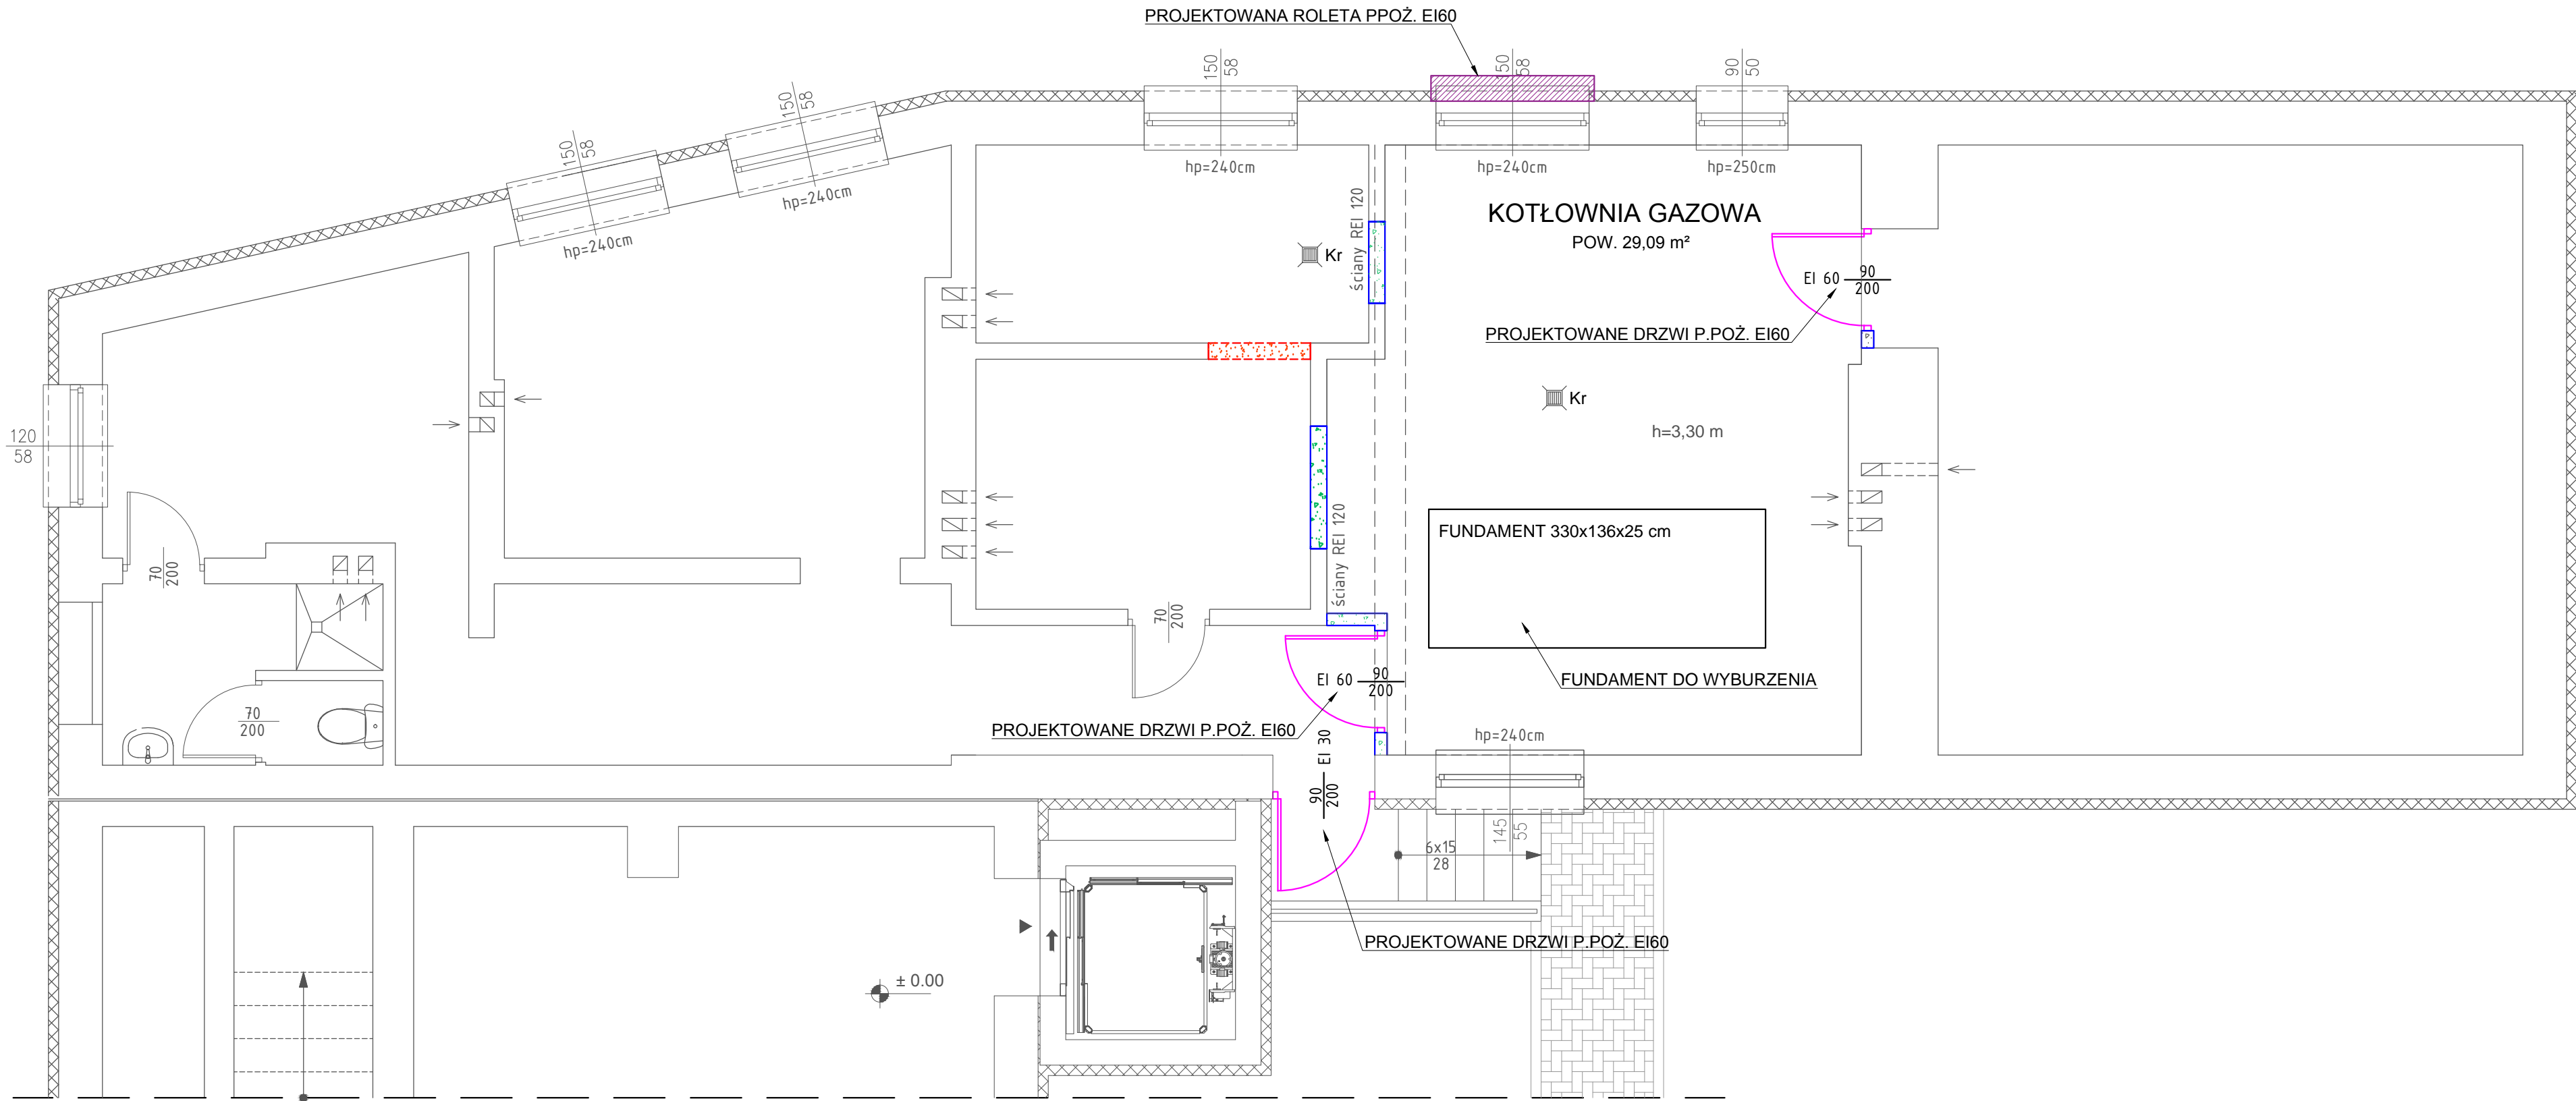 PROJEKTOWANA ROLETA PPOŻ. EI60
150
58
150
58
90
50
150
58
150
58
hp=240cm
hp=240cm
hp=250cm
hp=240cm
hp=240cm
ściany REI 120
KOTŁOWNIA GAZOWA
POW. 29,09 m²
Kr
EI 60
90
200
PROJEKTOWANE DRZWI P.POŻ. EI60
Kr
h=3,30 m
120
58
ściany REI 120
FUNDAMENT 330x136x25 cm
70
200
70
200
EI 60
90
200
FUNDAMENT DO WYBURZENIA
70
200
PROJEKTOWANE DRZWI P.POŻ. EI60
hp=240cm
90
200
EI 30
145
55
6x15
28
PROJEKTOWANE DRZWI P.POŻ. EI60
± 0.00